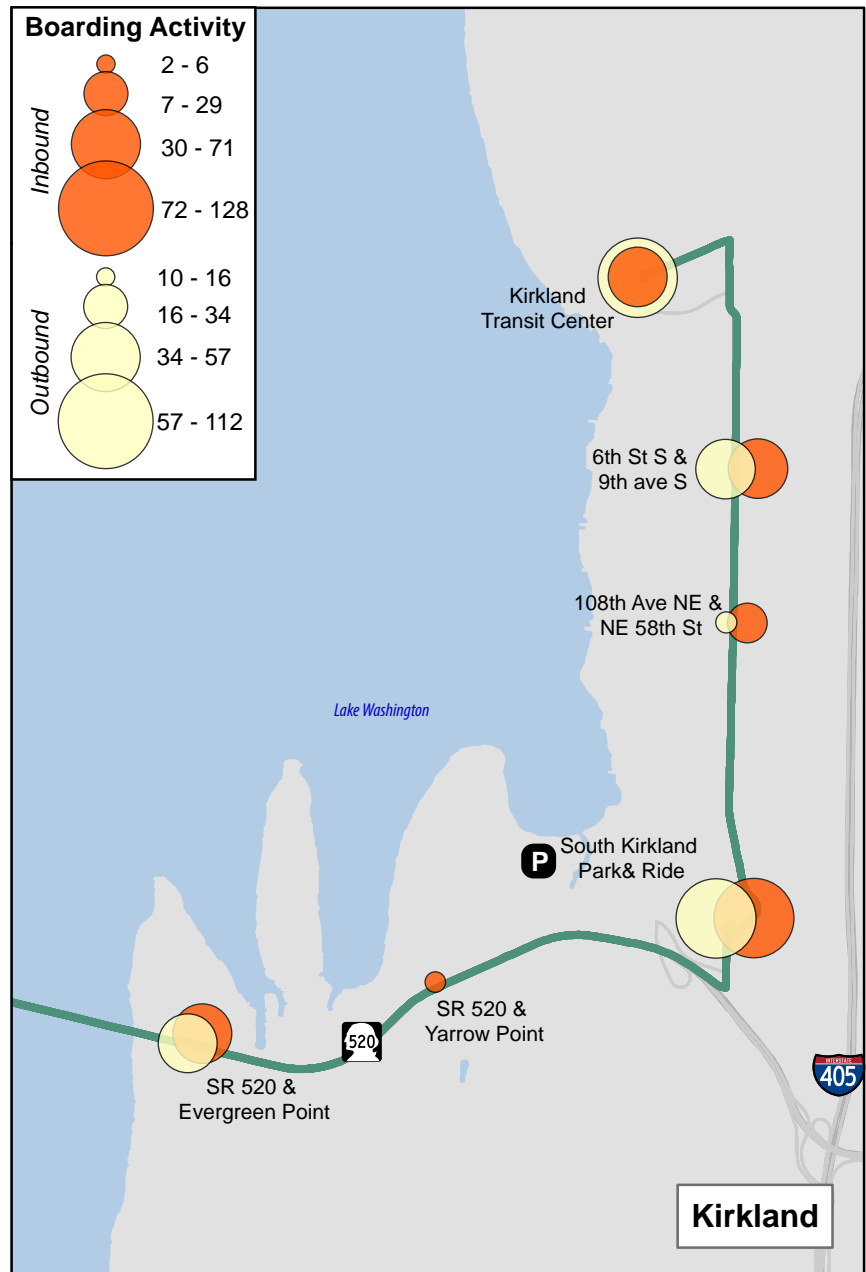 Boarding Activity
Inbound
2 - 6
7 - 29
30 - 71
72 - 128
Outbound
10 - 16
16 - 34
34 - 57
57 - 112
Kirkland
Transit Center
6th St S &
9th ave S
108th Ave NE &
NE 58th St
Lake Washington
P
South Kirkland
Park& Ride
SR 520 &
Yarrow Point
520
SR 520 &
Evergreen Point
INTERSTATE
405
Kirkland